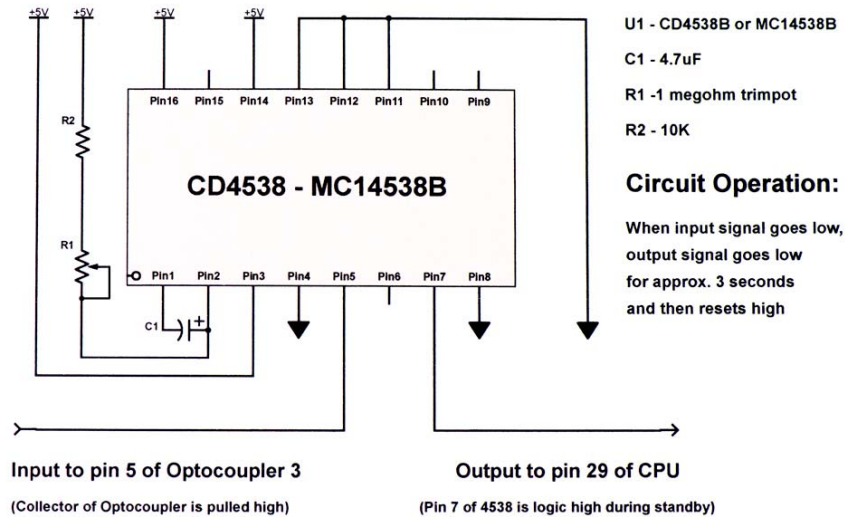 +5V +5V +5V +5V
U1 - CD4538B or MC14538B
C1 - 4.7uF
R1 -1 megohm trimpot
R2 - 10K
Pin16 Pin15 Pin14 Pin13 Pin12 Pin11 Pin10 Pin9
R2
CD4538 - MC14538B
Circuit Operation:
When input signal goes low,
output signal goes low
for approx. 3 seconds
and then resets high
R1
Pin1 Pin2 Pin3 Pin4 Pin5 Pin6 Pin7 Pin8
C1 +
Input to pin 5 of Optocoupler 3
(Collector of Optocoupler is pulled high)
Output to pin 29 of CPU
(Pin 7 of 4538 is logic high during standby)